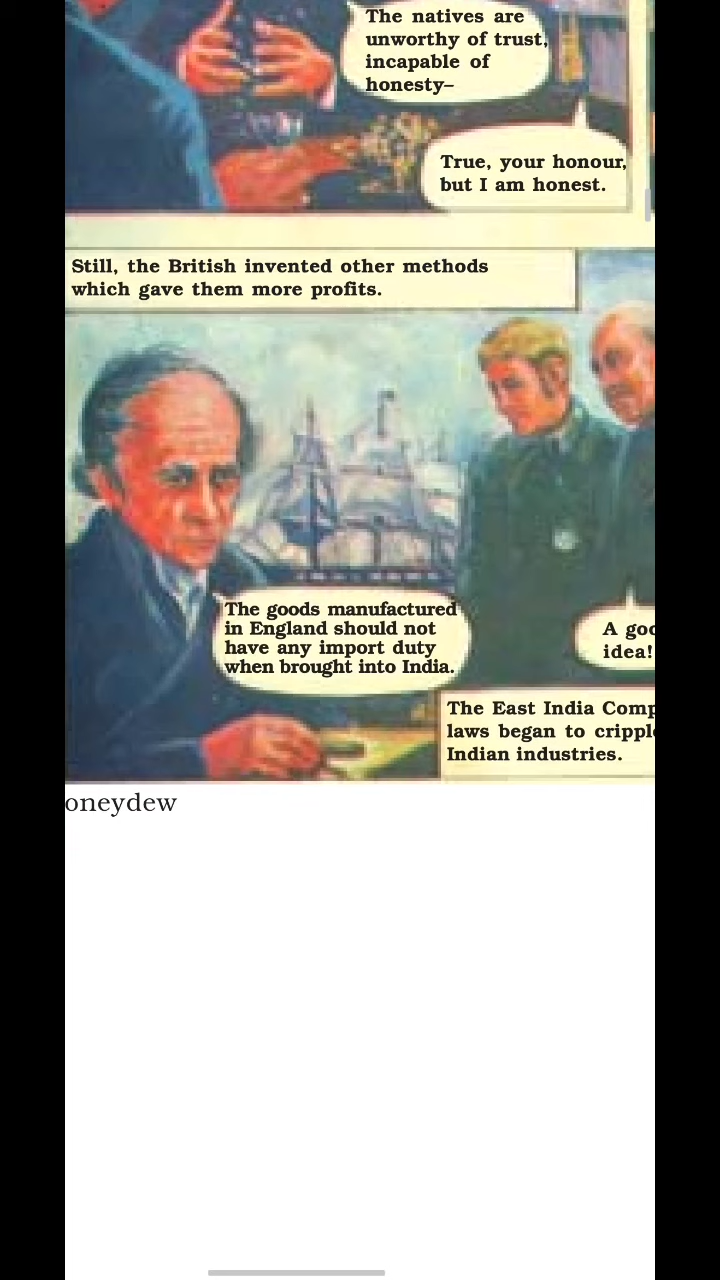 The natives are
unworthy of trust,
incapable of
honesty–
True, your honour,
but I am honest.
Still, the British invented other methods
which gave them more profits.
The goods manufactured
in England should not
have any import duty
when brought into India.
A goo
idea!
The East India Comp
laws began to cripple
Indian industries.
oneydew